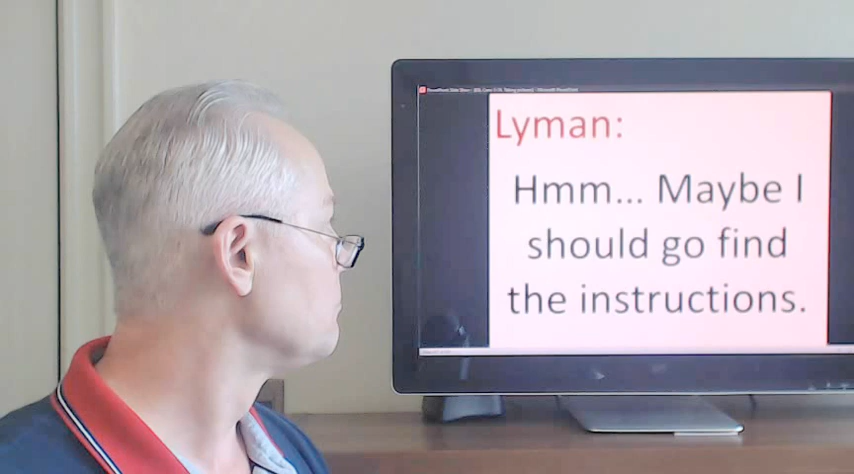 Lyman:
Hmm... Maybe I
should go find
the instructions.